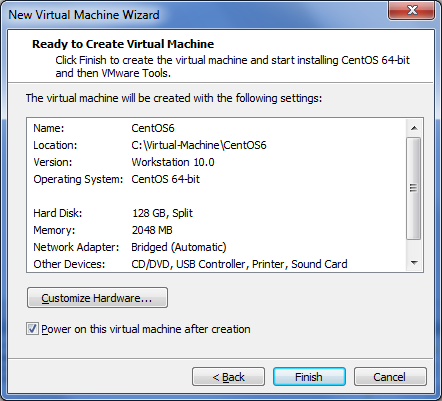 New Virtual Machine Wizard
Ready to Create Virtual Machine
Click Finish to create the virtual machine and start installing CentOS 64-bit
and then VMware Tools.
The virtual machine will be created with the following settings:
Name: CentOS6
Location: C:\Virtual-Machine\CentOS6
Version: Workstation 10.0
Operating System: CentOS 64-bit
Hard Disk: 128 GB, Split
Memory: 2048 MB
Network Adapter: Bridged (Automatic)
Other Devices: CD/DVD, USB Controller, Printer, Sound Card
Customize Hardware...
Power on this virtual machine after creation
< Back Finish Cancel